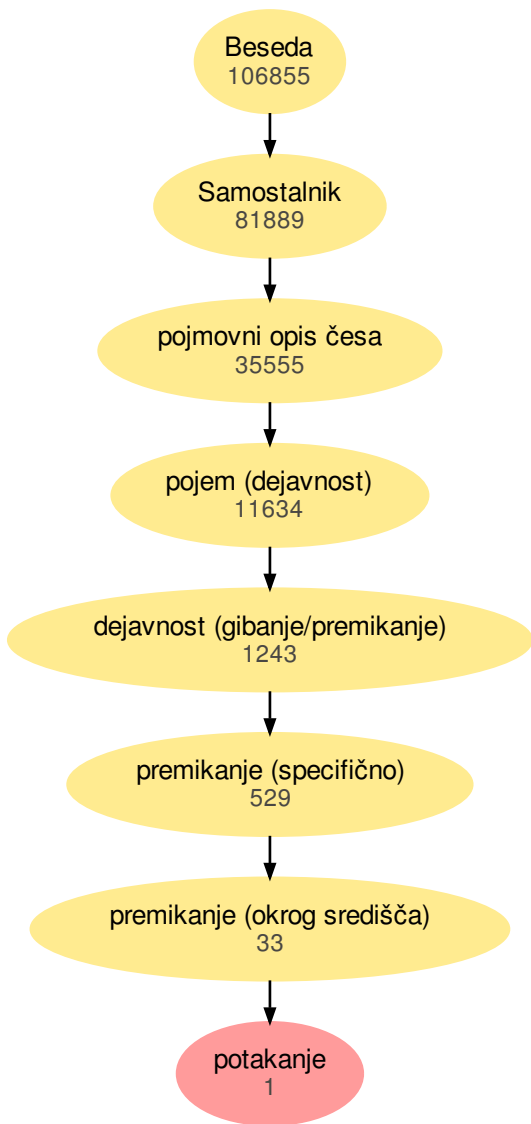 Beseda
106855
Samostalnik
81889
pojmovni opis česa
35555
pojem (dejavnost)
11634
dejavnost (gibanje/premikanje)
1243
premikanje (specifično)
529
premikanje (okrog središča)
33
potakanje
1